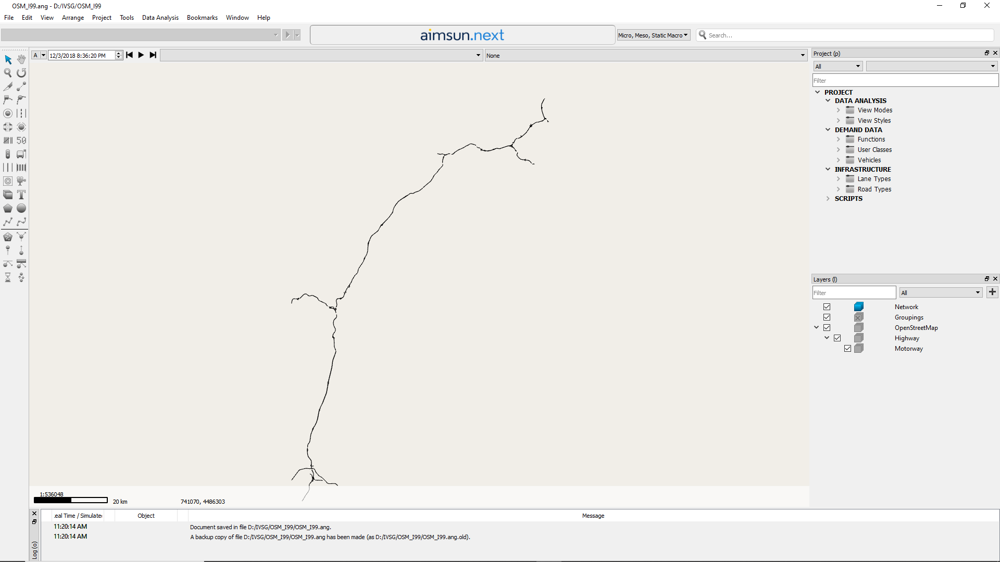 OSM_I99.ang - D:/IVSG/OSM_I99
File Edit View Arrange Project Tools Data Analysis Bookmarks Window Help
aimsun.next
Micro, Meso, Static Macro
Search...
A
12/3/2018 8:36:20 PM
None
Project (p)
All
Filter
PROJECT
DATA ANALYSIS
View Modes
View Styles
DEMAND DATA
Functions
User Classes
Vehicles
INFRASTRUCTURE
Lane Types
Road Types
SCRIPTS
50
C
T
Layers (l)
Filter
All
Network
Groupings
OpenStreetMap
Highway
Motorway
1:536048
20 km
741070, 4486303
.eal Time / Simulate Object Message
11:20:14 AM Document saved in file D:/IVSG/OSM_I99/OSM_I99.ang.
11:20:14 AM A backup copy of file D:/IVSG/OSM_I99/OSM_I99.ang has been made (as D:/IVSG/OSM_I99/OSM_I99.ang.old).
Log (o)